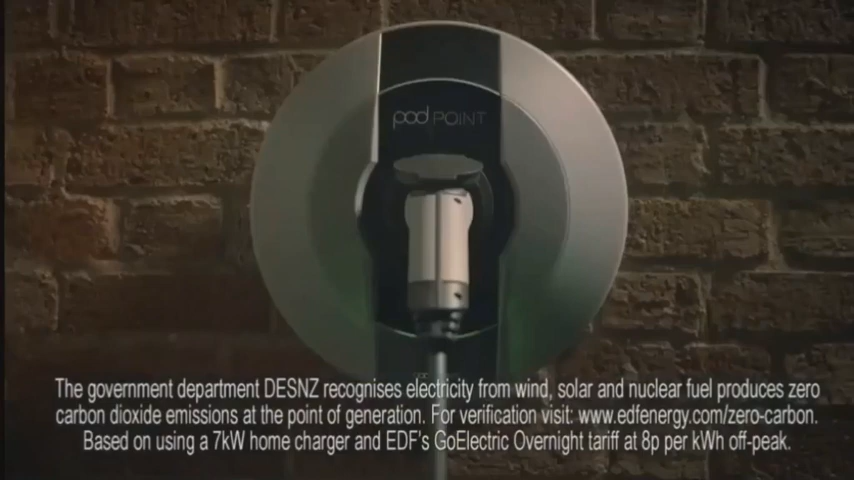 pod POINT
The government department DESNZ recognises electricity from wind, solar and nuclear fuel produces zero
carbon dioxide emissions at the point of generation. For verification visit: www.edfenergy.com/zero-carbon.
Based on using a 7kW home charger and EDF's GoElectric Overnight tariff at 8p per kWh off-peak.